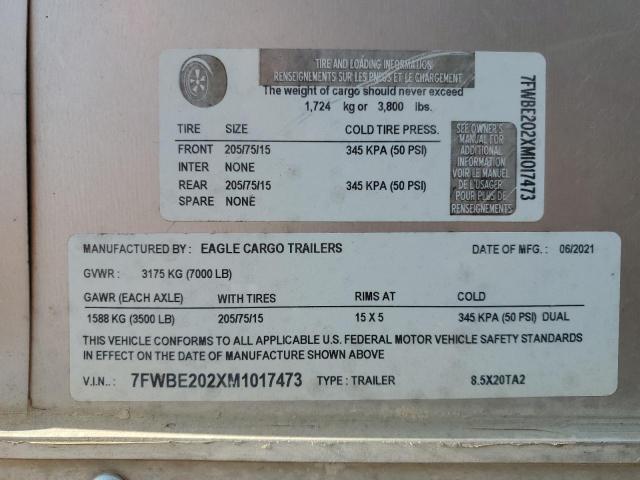 TIRE AND LOADING INFORMATION
RENSEIGNEMENTS SUR LES PNEUS ET LE CHARGEMENT
The weight of cargo should never exceed
1,724 kg or 3,800 lbs.
TIRE SIZE COLD TIRE PRESS.
FRONT 205/75/15 345 KPA (50 PSI)
INTER NONE
REAR 205/75/15 345 KPA (50 PSI)
SPARE NONE
SEE OWNER'S
MANUAL FOR
ADDITIONAL
INFORMATION
VOIR LE MANUEL
DE L'USAGER
POUR PLUS DE
RENSEIGNEMENTS
7FWBE202XM1017473
MANUFACTURED BY: EAGLE CARGO TRAILERS DATE OF MFG.: 06/2021
GVWR: 3175 KG (7000 LB)
GAWR (EACH AXLE) WITH TIRES RIMS AT COLD
1588 KG (3500 LB) 205/75/15 15 X 5 345 KPA (50 PSI) DUAL
THIS VEHICLE CONFORMS TO ALL APPLICABLE U.S. FEDERAL MOTOR VEHICLE SAFETY STANDARDS
IN EFFECT ON THE DATE OF MANUFACTURE SHOWN ABOVE
V.I.N..: 7FWBE202XM1017473 TYPE: TRAILER 8.5X20TA2